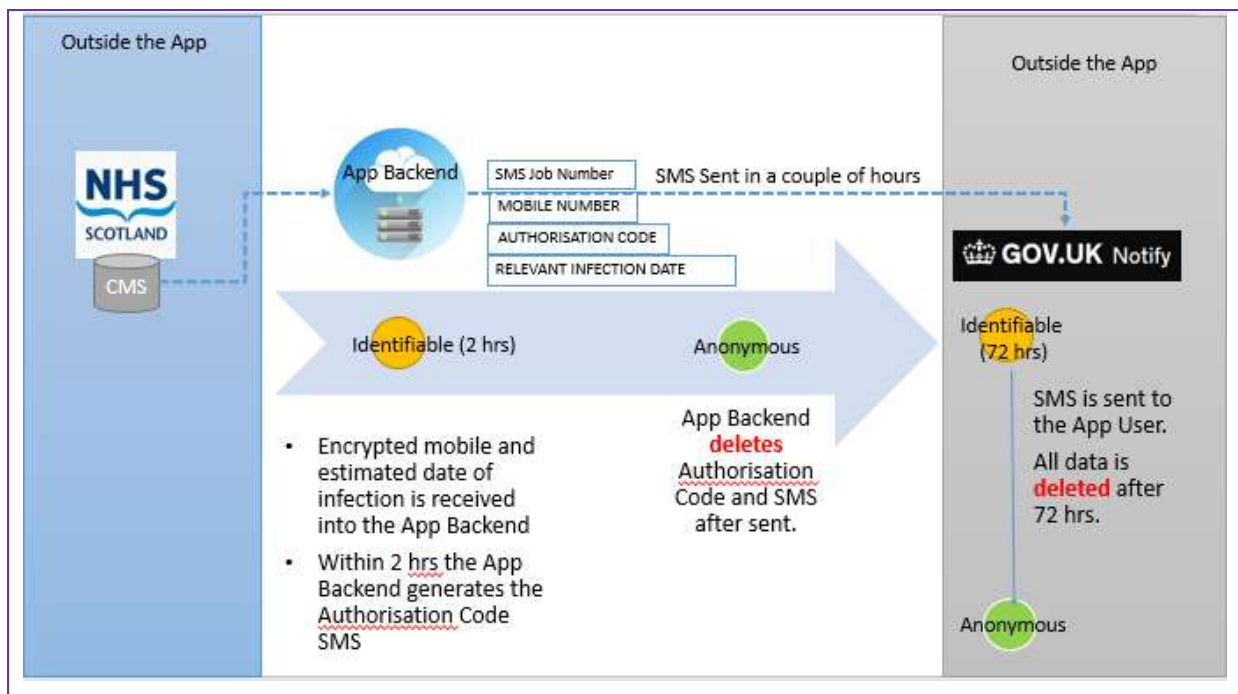 Outside the App
NHS
SCOTLAND
CMS
App Backend
SMS Job Number
MOBILE NUMBER
AUTHORISATION CODE
RELEVANT INFECTION DATE
SMS Sent in a couple of hours
Identifiable (2 hrs)
Anonymous
• Encrypted mobile and
estimated date of
infection is received
into the App Backend
• Within 2 hrs the App
Backend generates the
Authorisation Code
SMS
App Backend
deletes
Authorisation
Code and SMS
after sent.
Outside the App
GOV.UK Notify
Identifiable
(72 hrs)
SMS is sent to
the App User.
All data is
deleted after
72 hrs.
Anonymous